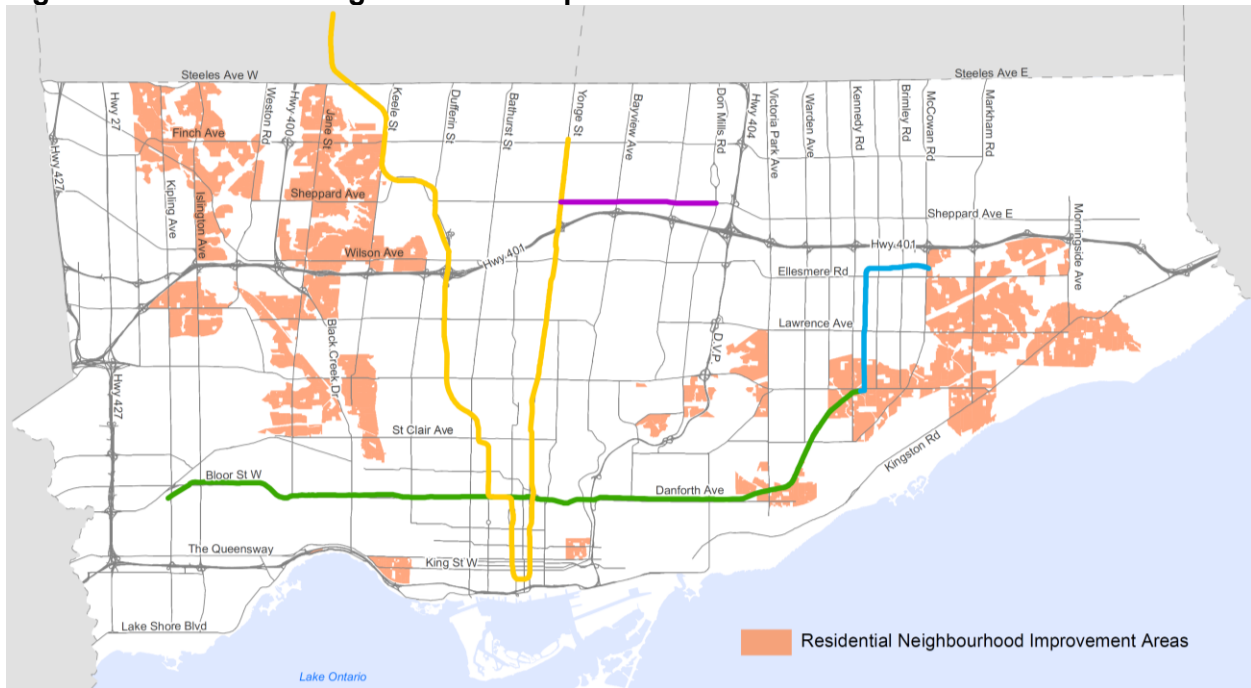 Steeles Ave W
Steeles Ave E
Hwy 27
Weston Rd
Hwy 400
Jane St
Keele St
Dufferin St
Bathurst St
Yonge St
Bayview Ave
Don Mills Rd
Hwy 404
Victoria Park Ave
Warden Ave
Kennedy Rd
Brimley Rd
McCowan Rd
Markham Rd
Finch Ave
Hwy 427
Kipling Ave
Islington Ave
Sheppard Ave
Sheppard Ave E
Morningside Ave
Wilson Ave
Hwy 401
Hwy 401
Ellesmere Rd
Lawrence Ave
Black Creek Dr
D.V.P.
Hwy 427
St Clair Ave
Kingston Rd
Bloor St W
Danforth Ave
The Queensway
King St W
Lake Shore Blvd
Residential Neighbourhood Improvement Areas
Lake Ontario